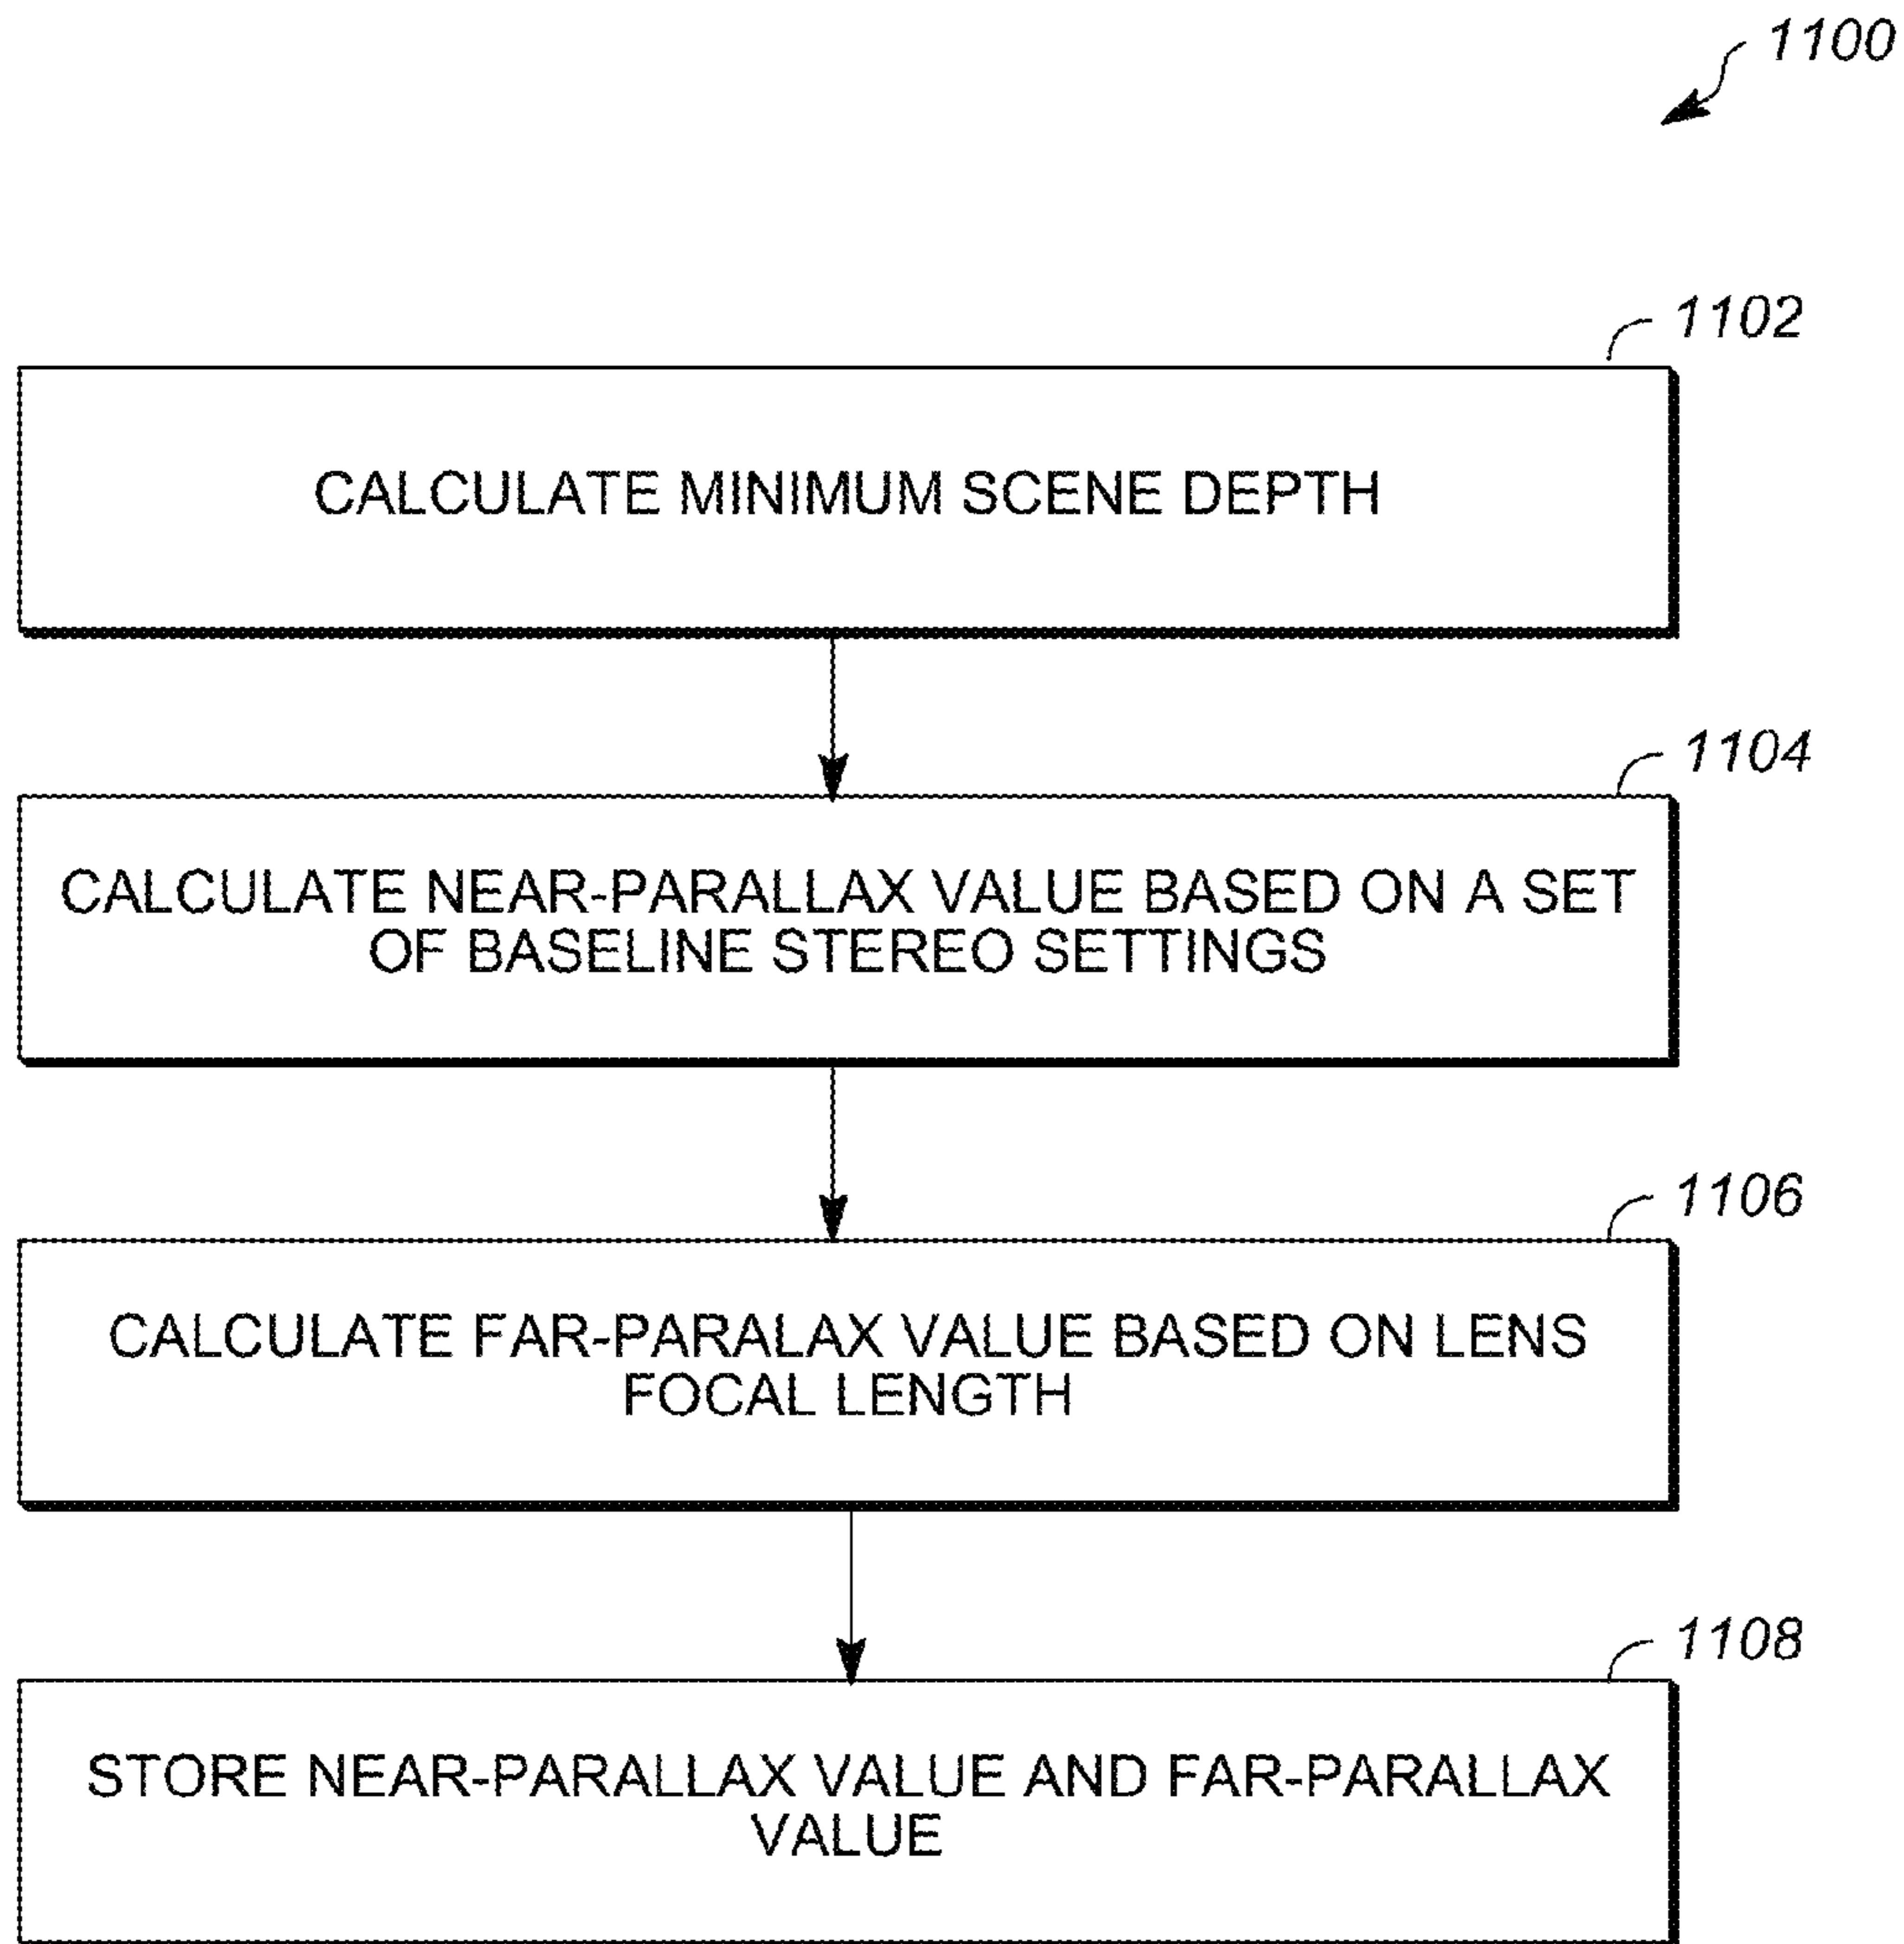 1100
1102
CALCULATE MINIMUM SCENE DEPTH
1104
CALCULATE NEAR-PARALLAX VALUE BASED ON A SET
OF BASELINE STEREO SETTINGS
1106
CALCULATE FAR-PARALAX VALUE BASED ON LENS
FOCAL LENGTH
1108
STORE NEAR-PARALLAX VALUE AND FAR-PARALLAX
VALUE